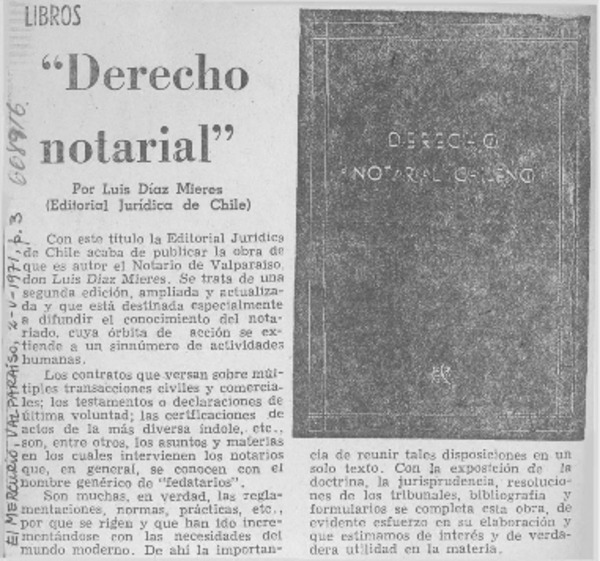 LIBROS
“Derecho
notarial”
Por Luis Díaz Mieres
(Editorial Jurídica de Chile)
Con este título la Editorial Jurídica
de Chile acaba de publicar la obra de
que es autor el Notario de Valparaíso,
don Luis Díaz Mieres. Se trata de una
segunda edición, ampliada y actualiza-
da y que está destinada especialmente
a difundir el conocimiento del nota-
riado, cuya órbita de acción se ex-
tiende a un sinnúmero de actividades
humanas.
Los contratos que versan sobre múl-
tiples transacciones civiles y comercia-
les; los testamentos o declaraciones de
última voluntad; las certificaciones de
actos de la más diversa índole, etc.,
son, entre otros, los asuntos y materias
en los cuales intervienen los notarios
que, en general, se conocen con el
nombre genérico de “fedatarios”.
Son muchas, en verdad, las regla-
mentaciones, normas, prácticas, etc.,
por que se rigen y que han ido incre-
mentándose con las necesidades del
mundo moderno. De ahí la importan-
DERECHO
NOTARIAL CHILENO
cia de reunir tales disposiciones en un
solo texto. Con la exposición de la
doctrina, la jurisprudencia, resolucio-
nes de los tribunales, bibliografía y
formularios se completa esta obra, de
evidente esfuerzo en su elaboración y
que estimamos de interés y de verda-
dera utilidad en la materia.
El MERCURIO, VALPARAÍSO, 2-V-1971, p. 3
608916